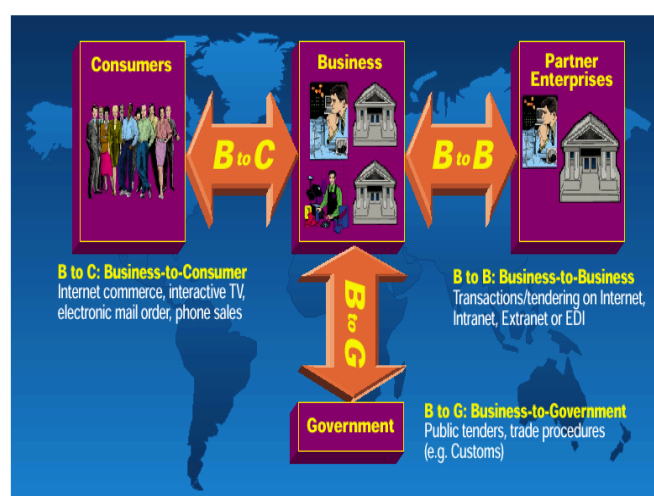 Consumers
Business
Partner
Enterprises
B to C
B to B
B to C: Business-to-Consumer
Internet commerce, interactive TV,
electronic mail order, phone sales
B to B: Business-to-Business
Transactions/tendering on Internet,
Intranet, Extranet or EDI
B to G
Government
B to G: Business-to-Government
Public tenders, trade procedures
(e.g. Customs)